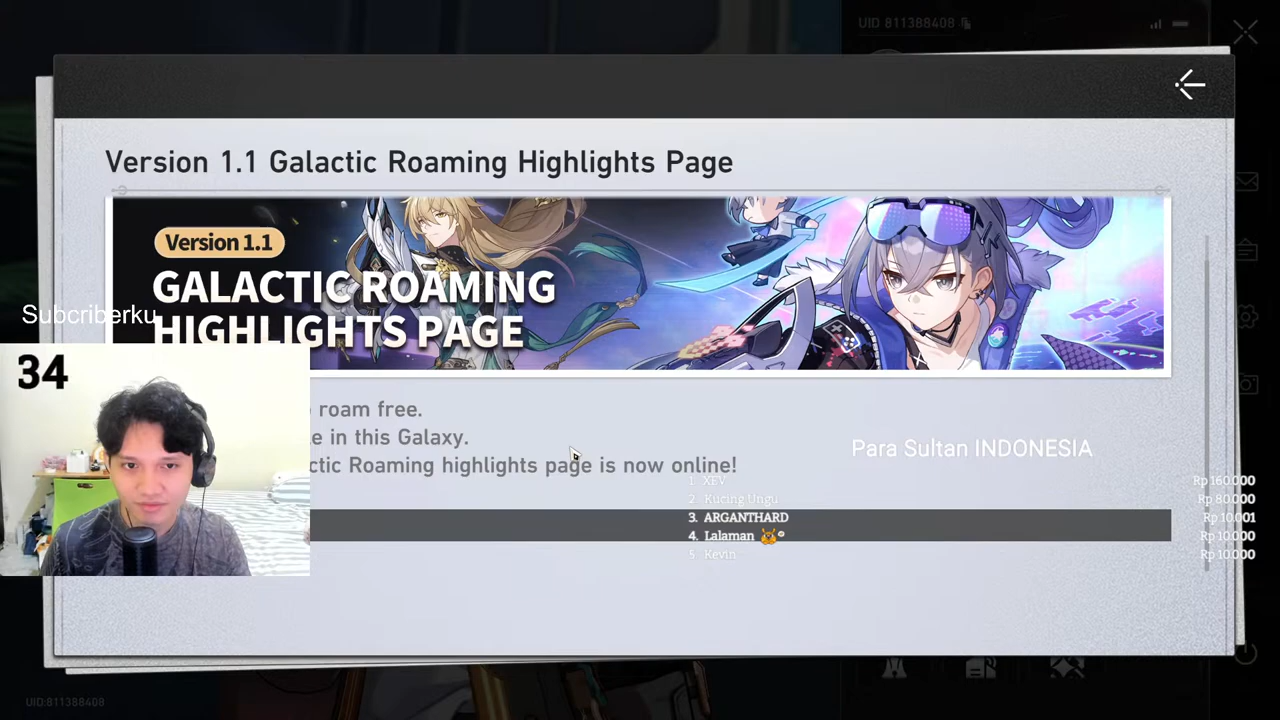 UID 811388408
Version 1.1 Galactic Roaming Highlights Page
Version 1.1
GALACTIC ROAMING
HIGHLIGHTS PAGE
Subcriberku
34
roam free.
in this Galaxy.
ctic Roaming highlights page is now online!
Para Sultan INDONESIA
1. XFV Rp 160.000
2. Kucing Ungu Rp 80.000
3. ARGANTHARD Rp 10.001
4. Lalaman Rp 10.000
5. Kevin Rp 10.000
UID:811388408